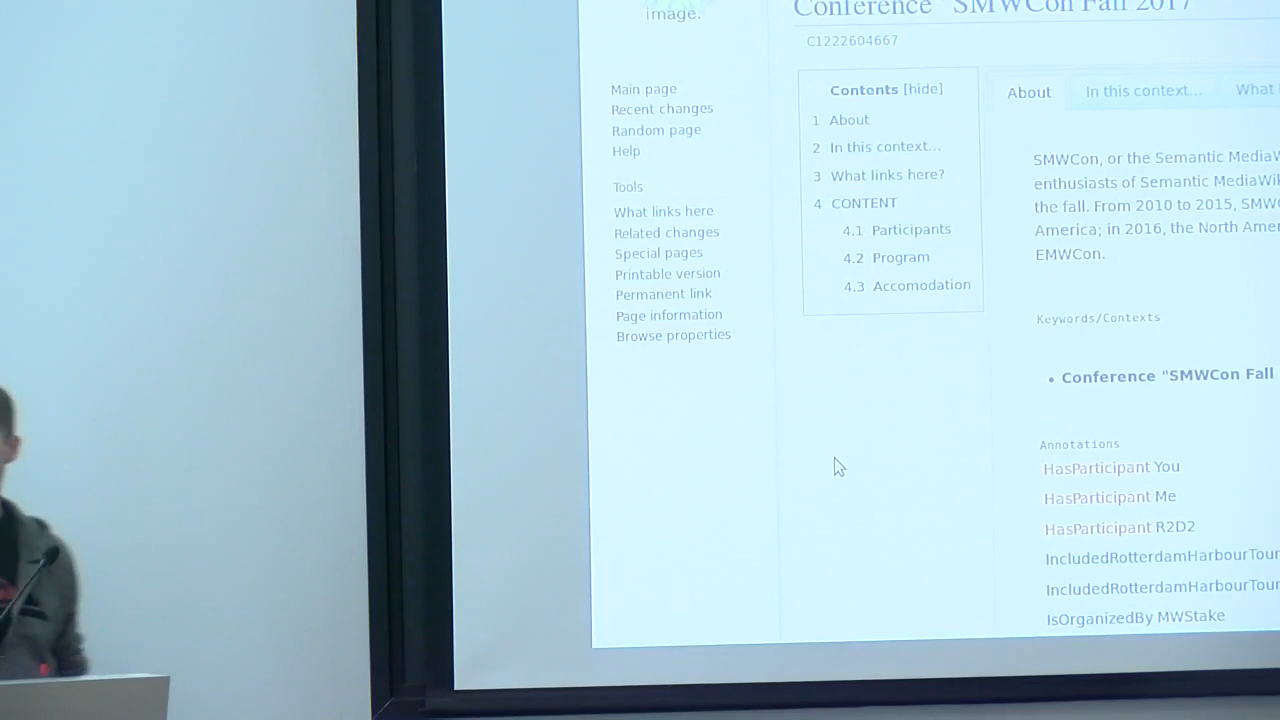 image.
Conference "SMWCon Fall 2017
C1222604667
Main page
Recent changes
Random page
Help
Tools
What links here
Related changes
Special pages
Printable version
Permanent link
Page information
Browse properties
Contents [hide]
1 About
2 In this context...
3 What links here?
4 CONTENT
4.1 Participants
4.2 Program
4.3 Accomodation
About In this context... What
SMWCon, or the Semantic MediaW
enthusiasts of Semantic MediaWik
the fall. From 2010 to 2015, SMWC
America; in 2016, the North Amer
EMWCon.
Keywords/Contexts
• Conference "SMWCon Fall
Annotations
HasParticipant You
HasParticipant Me
HasParticipant R2D2
IncludedRotterdamHarbourTour
IncludedRotterdamHarbourTour
IsOrganizedBy MWStake